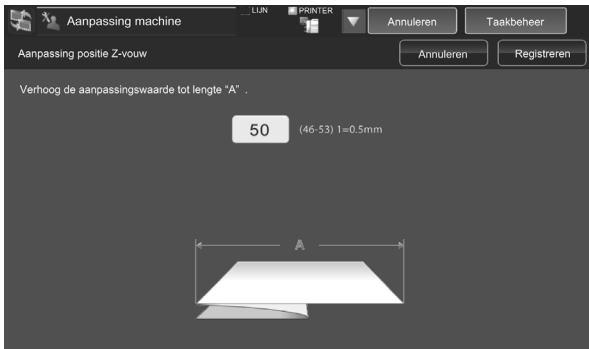 Aanpassing machine
LIJN
PRINTER
Annuleren
Taakbeheer
Aanpassing positie Z-vouw
Annuleren
Registreren
Verhoog de aanpassingswaarde tot lengte “A” .
50 (46-53) 1=0.5mm
A